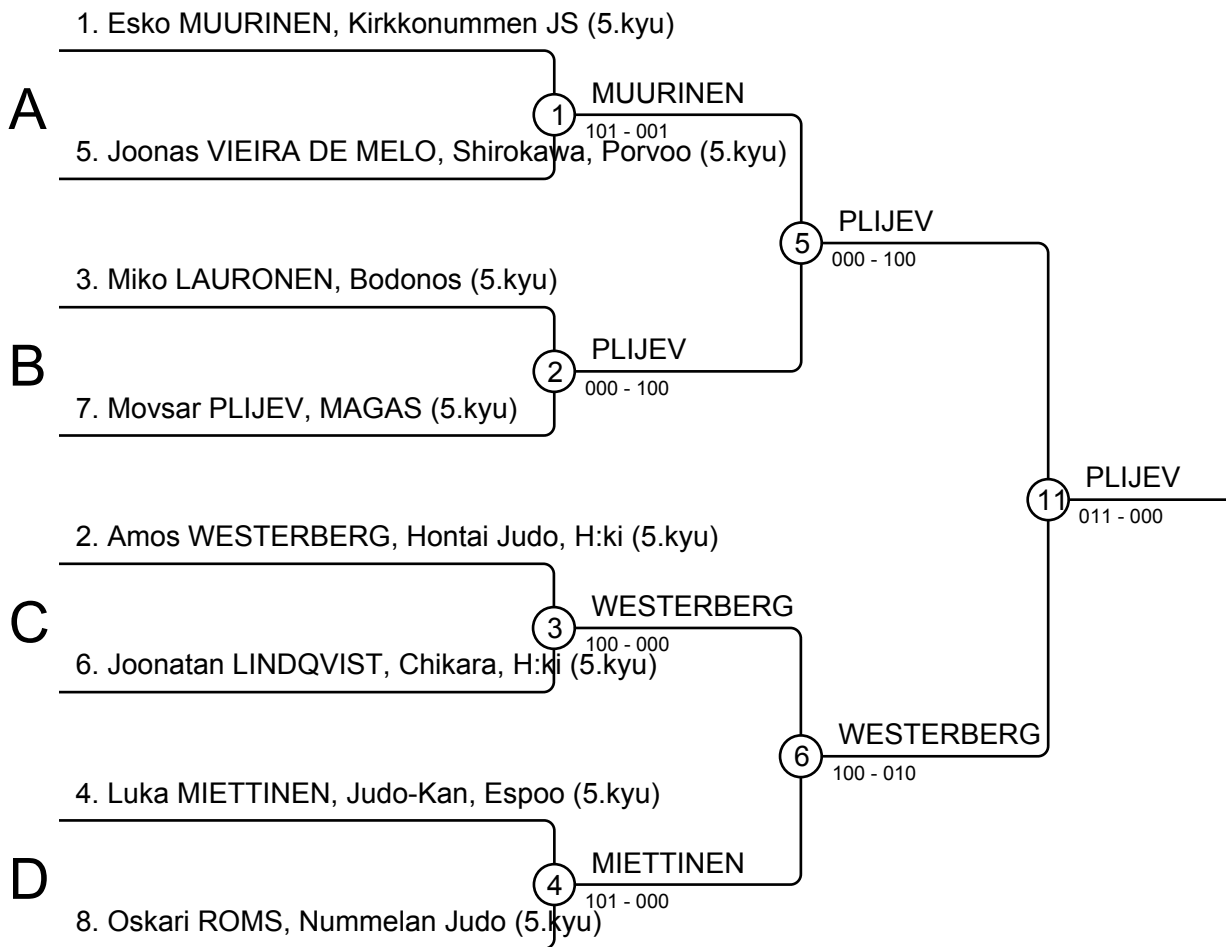 1. Esko MUURINEN, Kirkkonummen JS (5.kyu)
A
1
MUURINEN
101 - 001
5. Joonas VIEIRA DE MELO, Shirokawa, Porvoo (5.kyu)
5
PLIJEV
000 - 100
3. Miko LAURONEN, Bodonos (5.kyu)
B
2
PLIJEV
000 - 100
7. Movsar PLIJEV, MAGAS (5.kyu)
11
PLIJEV
011 - 000
2. Amos WESTERBERG, Hontai Judo, H:ki (5.kyu)
C
3
WESTERBERG
100 - 000
6. Joonatan LINDQVIST, Chikara, H:ki (5.kyu)
6
WESTERBERG
100 - 010
4. Luka MIETTINEN, Judo-Kan, Espoo (5.kyu)
D
4
MIETTINEN
101 - 000
8. Oskari ROMS, Nummelan Judo (5.kyu)